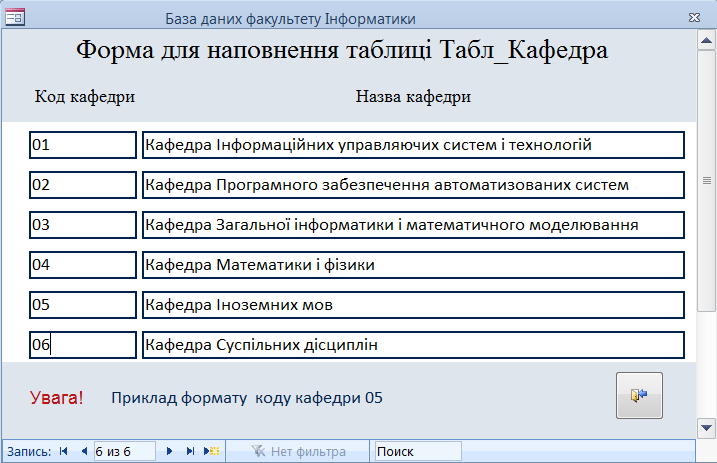 База даних факультету Інформатики
Форма для наповнення таблиці Табл_Кафедра
Код кафедри Назва кафедри
01 Кафедра Інформаційних управляючих систем і технологій
02 Кафедра Програмного забезпечення автоматизованих систем
03 Кафедра Загальної інформатики і математичного моделювання
04 Кафедра Математики і фізики
05 Кафедра Іноземних мов
06 Кафедра Суспільних дісциплін
Увага! Приклад формату коду кафедри 05
Запись: 6 из 6 Нет фильтра Поиск